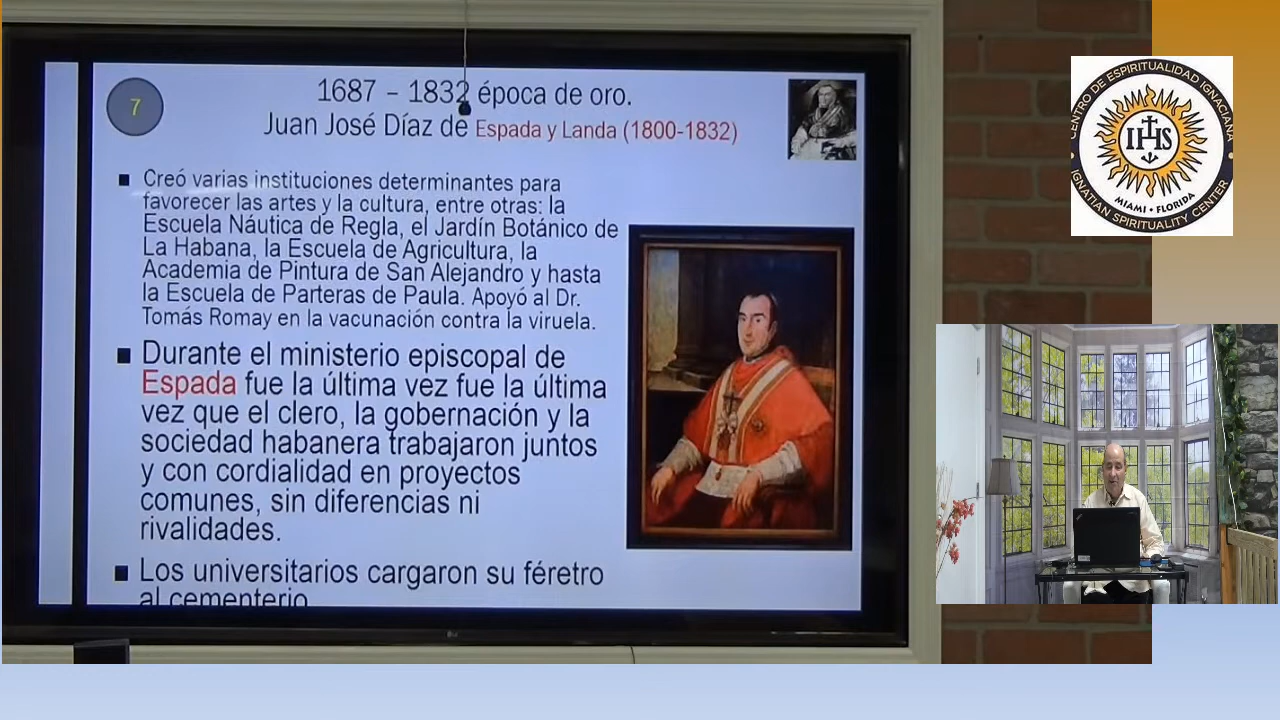 7
1687 – 1832 época de oro.
Juan José Díaz de Espada y Landa (1800-1832)
Creó varias instituciones determinantes para
favorecer las artes y la cultura, entre otras: la
Escuela Náutica de Regla, el Jardín Botánico de
La Habana, la Escuela de Agricultura, la
Academia de Pintura de San Alejandro y hasta
la Escuela de Parteras de Paula. Apoyó al Dr.
Tomás Romay en la vacunación contra la viruela.
Durante el ministerio episcopal de
Espada fue la última vez fue la última
vez que el clero, la gobernación y la
sociedad habanera trabajaron juntos
y con cordialidad en proyectos
comunes, sin diferencias ni
rivalidades.
Los universitarios cargaron su féretro
al cementerio
CENTRO DE ESPIRITUALIDAD IGNACIANA
IHS
MIAMI • FLORIDA
IGNATIAN SPIRITUALITY CENTER